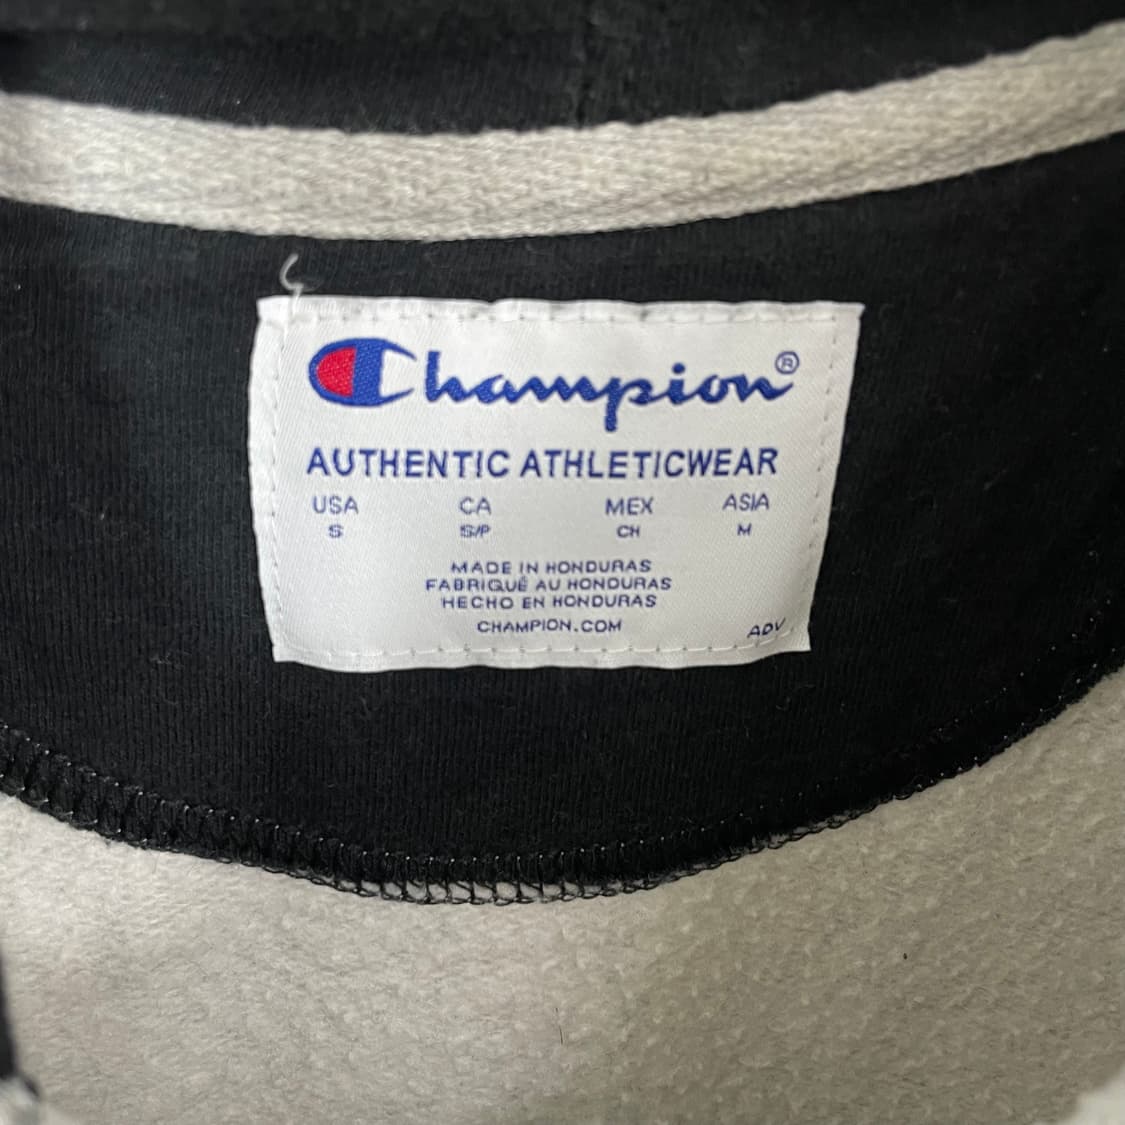 Champion®
AUTHENTIC ATHLETICWEAR
USA CA MEX ASIA
S S/P CH M
MADE IN HONDURAS
FABRIQUÉ AU HONDURAS
HECHO EN HONDURAS
CHAMPION.COM
ADV